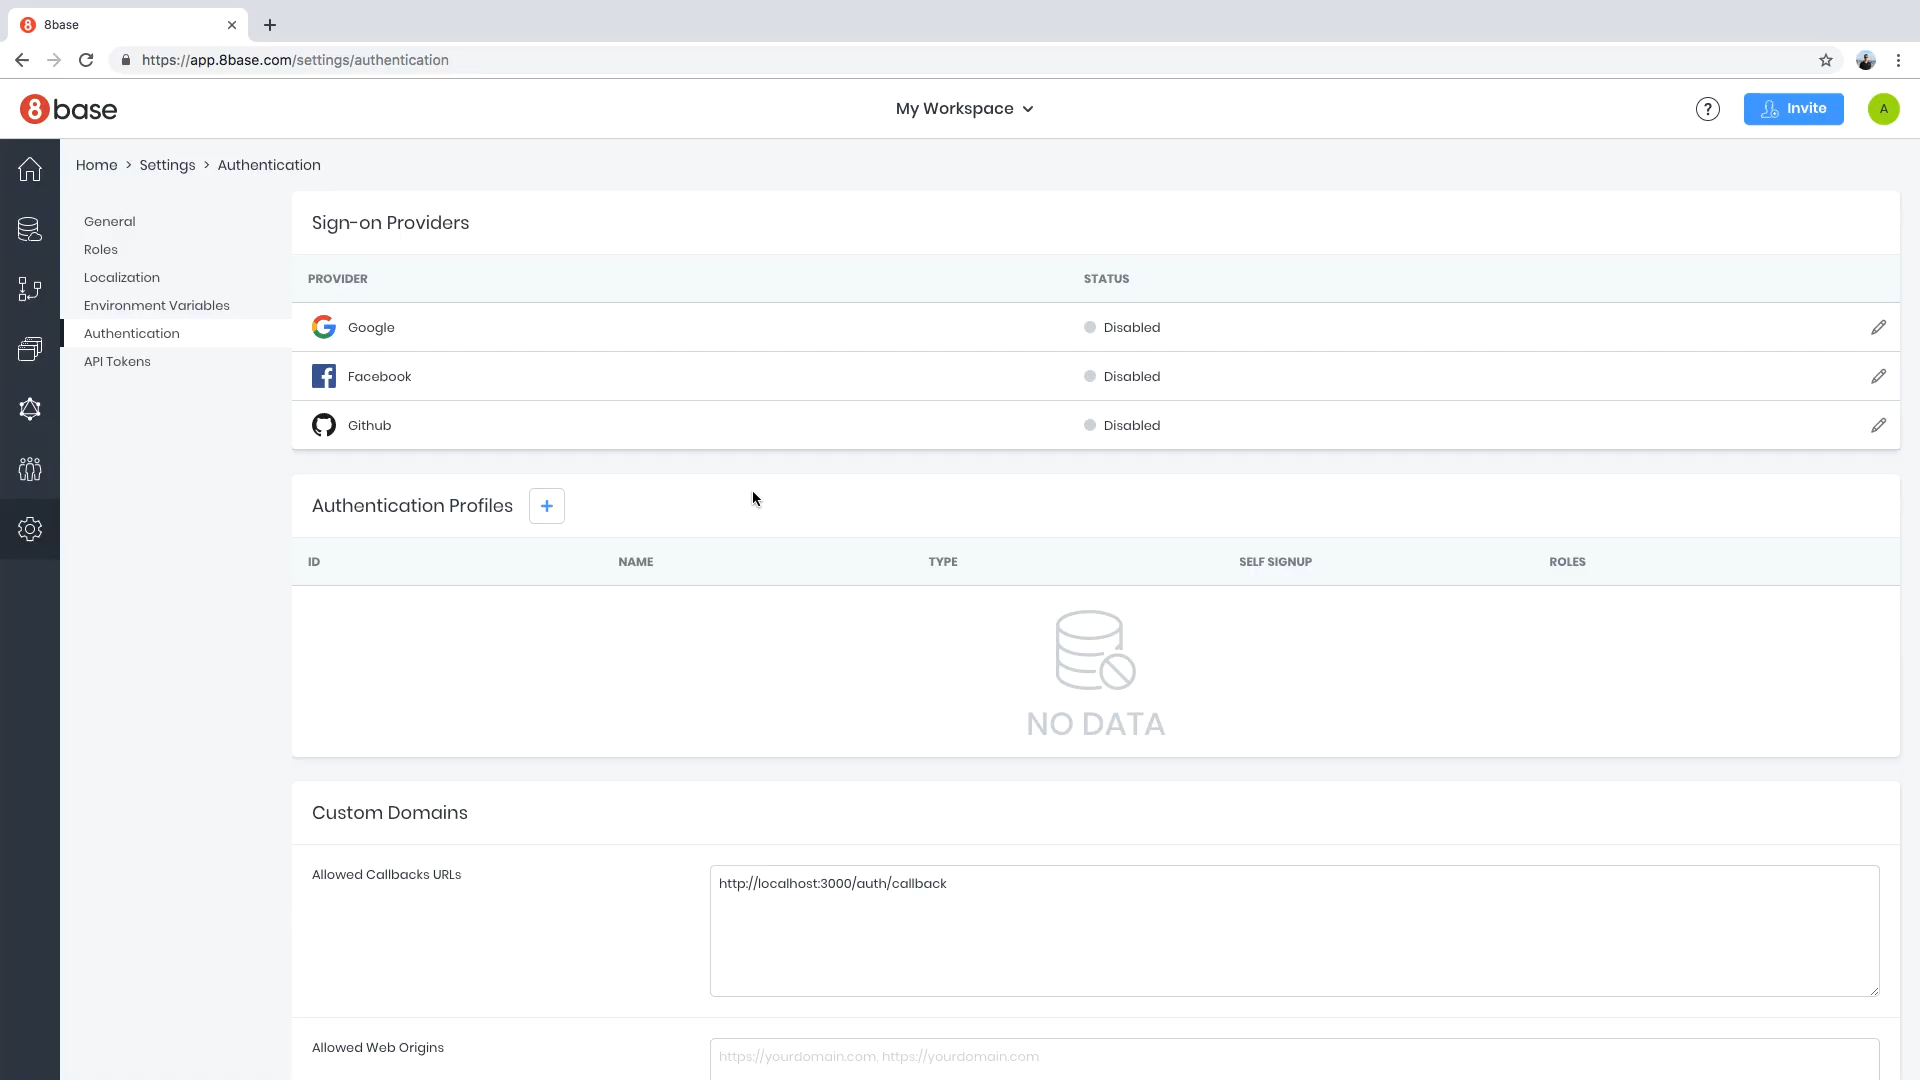 8base
https://app.8base.com/settings/authentication
8base
My Workspace
?
Invite
A
Home > Settings > Authentication
General
Roles
Localization
Environment Variables
Authentication
API Tokens
Sign-on Providers
PROVIDER STATUS
Google Disabled
Facebook Disabled
Github Disabled
Authentication Profiles +
ID NAME TYPE SELF SIGNUP ROLES
NO DATA
Custom Domains
Allowed Callbacks URLs
http://localhost:3000/auth/callback
Allowed Web Origins
https://yourdomain.com, https://yourdomain.com